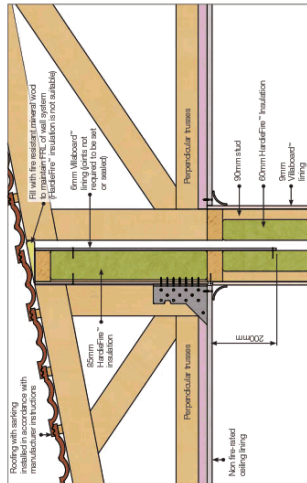 Roofing with sarking
installed in accordance with
manufacturer instructions
Fill with fire resistant mineral wool
to maintain FRL of wall system
(HardieFire™ insulation is not suitable)
6mm Villaboard™
lining (joints not
required to be set
or sealed)
Perpendicular trusses
85mm
HardieFire™
insulation
Perpendicular trusses
90mm stud
60mm HardieFire™ Insulation
9mm
Villaboard™
lining
200mm
Non fire-rated
ceiling lining